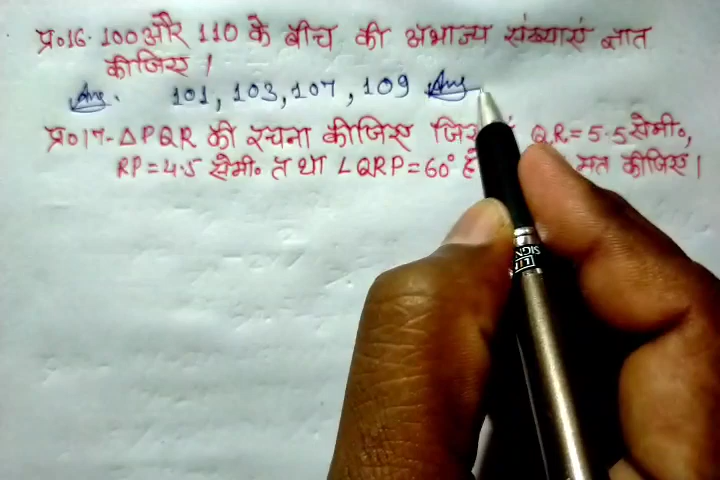 प्र०16. 100 और 110 के बीच की अभाज्य संख्याएं ज्ञात
कीजिए।
Ans. 101, 103, 107, 109 Ans
प्र०17- ΔPQR की रचना कीजिए QR = 5.5 सेमी०,
RP = 4.5 सेमी० तथा ∠QRP = 60° मत कीजिए।